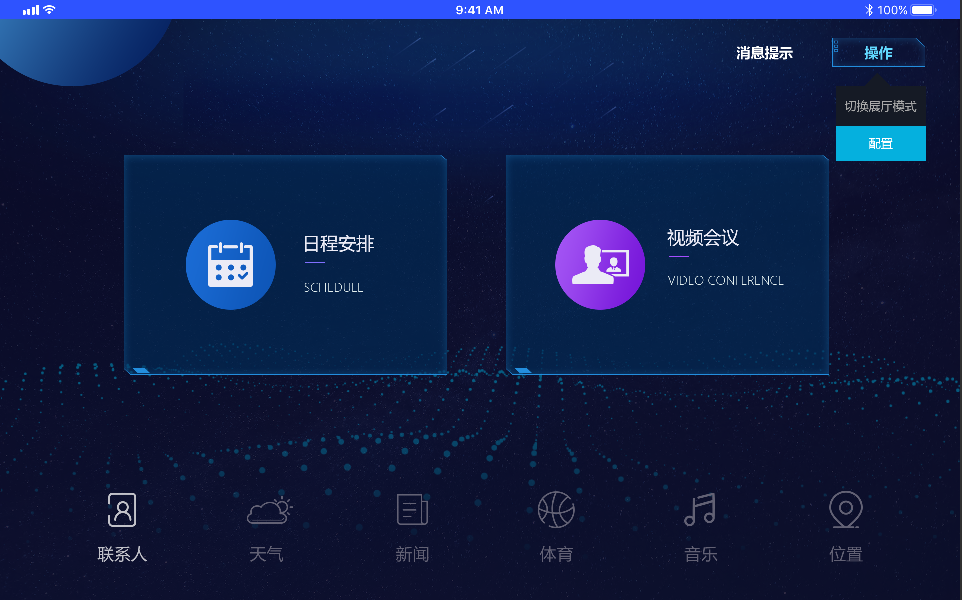 9:41 AM
100%
消息提示
操作
切换展厅模式
配置
日程安排
SCHEDULE
视频会议
VIDEO CONFERENCE
联系人
天气
新闻
体育
音乐
位置